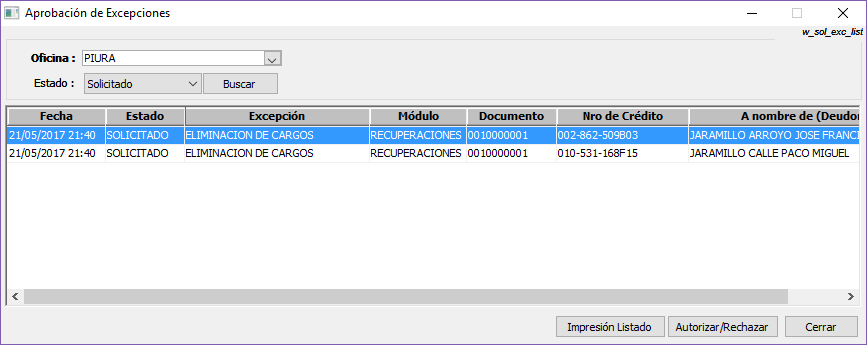 Aprobación de Excepciones
w_sol_exc_list
Oficina : PIURA
Estado : Solicitado Buscar
Fecha Estado Excepción Módulo Documento Nro de Crédito A nombre de (Deudor
21/05/2017 21:40 SOLICITADO ELIMINACION DE CARGOS RECUPERACIONES 0010000001 002-862-509B03 JARAMILLO ARROYO JOSE FRANCI
21/05/2017 21:40 SOLICITADO ELIMINACION DE CARGOS RECUPERACIONES 0010000001 010-531-168F15 JARAMILLO CALLE PACO MIGUEL
Impresión Listado Autorizar/Rechazar Cerrar